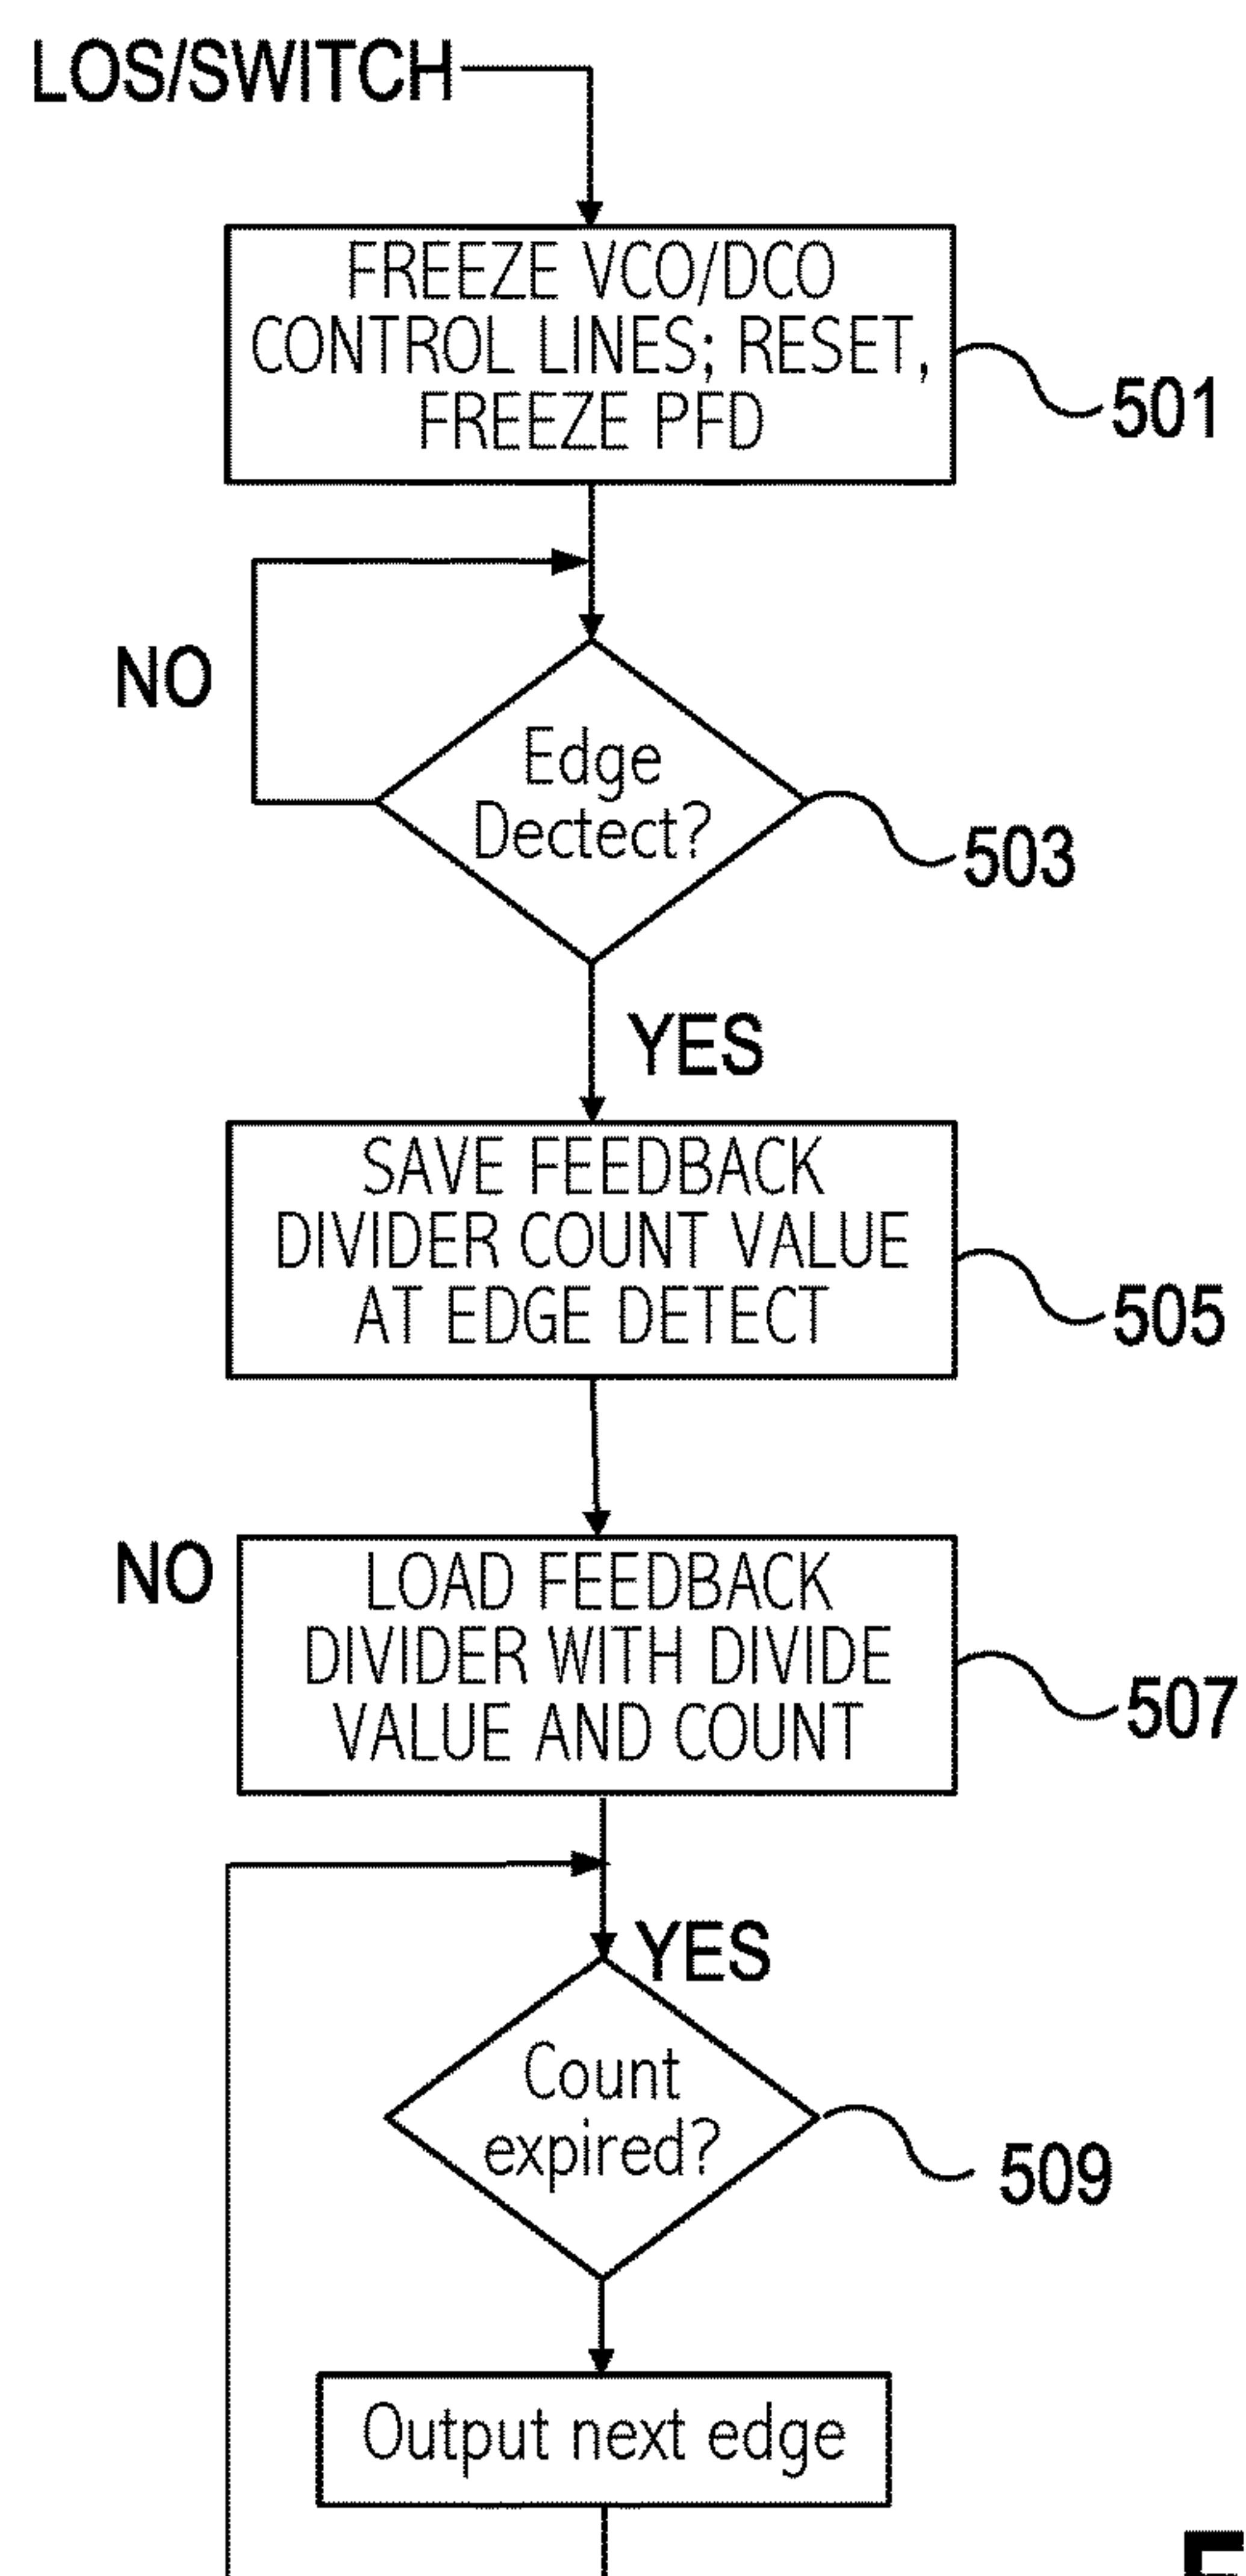 LOS/SWITCH
FREEZE VCO/DCO
CONTROL LINES; RESET,
FREEZE PFD
501
NO
Edge
Dectect?
503
YES
SAVE FEEDBACK
DIVIDER COUNT VALUE
AT EDGE DETECT
505
NO
LOAD FEEDBACK
DIVIDER WITH DIVIDE
VALUE AND COUNT
507
YES
Count
expired?
509
Output next edge